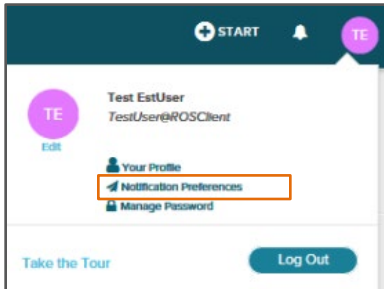 START
TE
TE
Test EstUser
TestUser@ROSClient
Edit
Your Profile
Notification Preferences
Manage Password
Take the Tour
Log Out